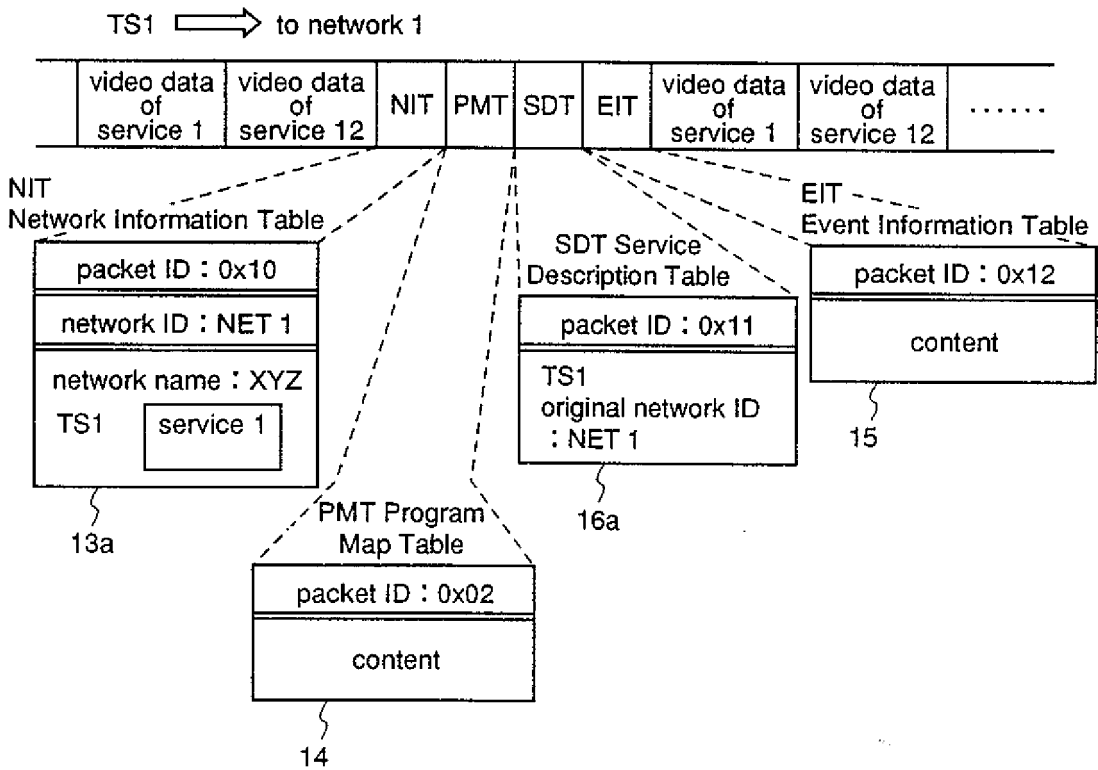 TS1 to network 1
video data of service 1
video data of service 12
NIT
PMT
SDT
EIT
video data of service 1
video data of service 12
......
NIT
Network Information Table
packet ID : 0x10
network ID : NET 1
network name : XYZ
TS1
service 1
13a
PMT Program
Map Table
packet ID : 0x02
content
14
SDT Service
Description Table
packet ID : 0x11
TS1
original network ID
: NET 1
16a
EIT
Event Information Table
packet ID : 0x12
content
15